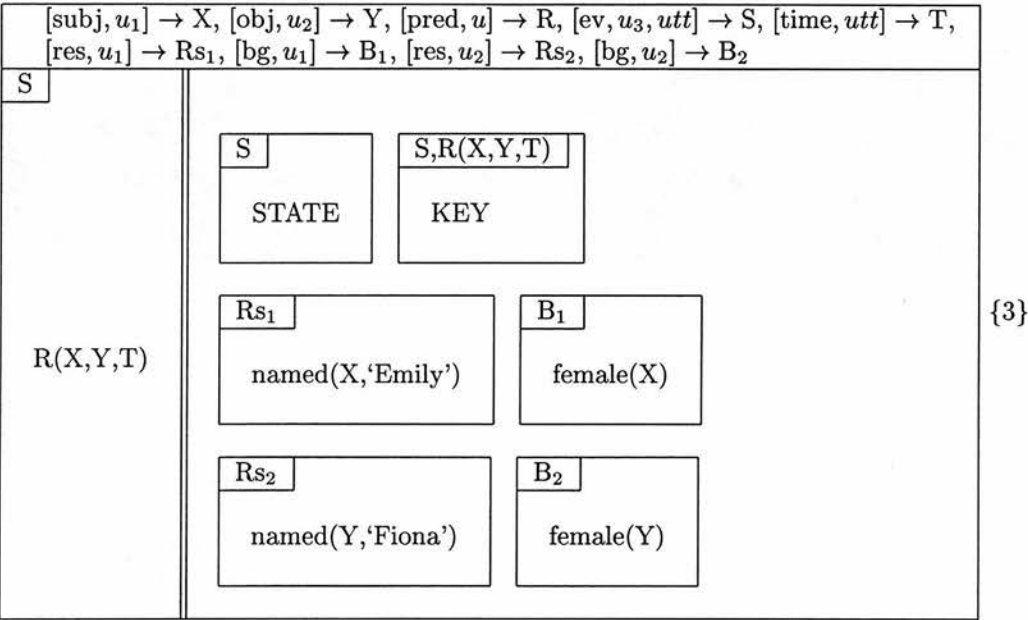 [subj, u₁] → X, [obj, u₂] → Y, [pred, u] → R, [ev, u₃, utt] → S, [time, utt] → T,
[res, u₁] → Rs₁, [bg, u₁] → B₁, [res, u₂] → Rs₂, [bg, u₂] → B₂
S
S S,R(X,Y,T)
STATE KEY
Rs₁ B₁ {3}
R(X,Y,T) named(X,‘Emily’) female(X)
Rs₂ B₂
named(Y,‘Fiona’) female(Y)